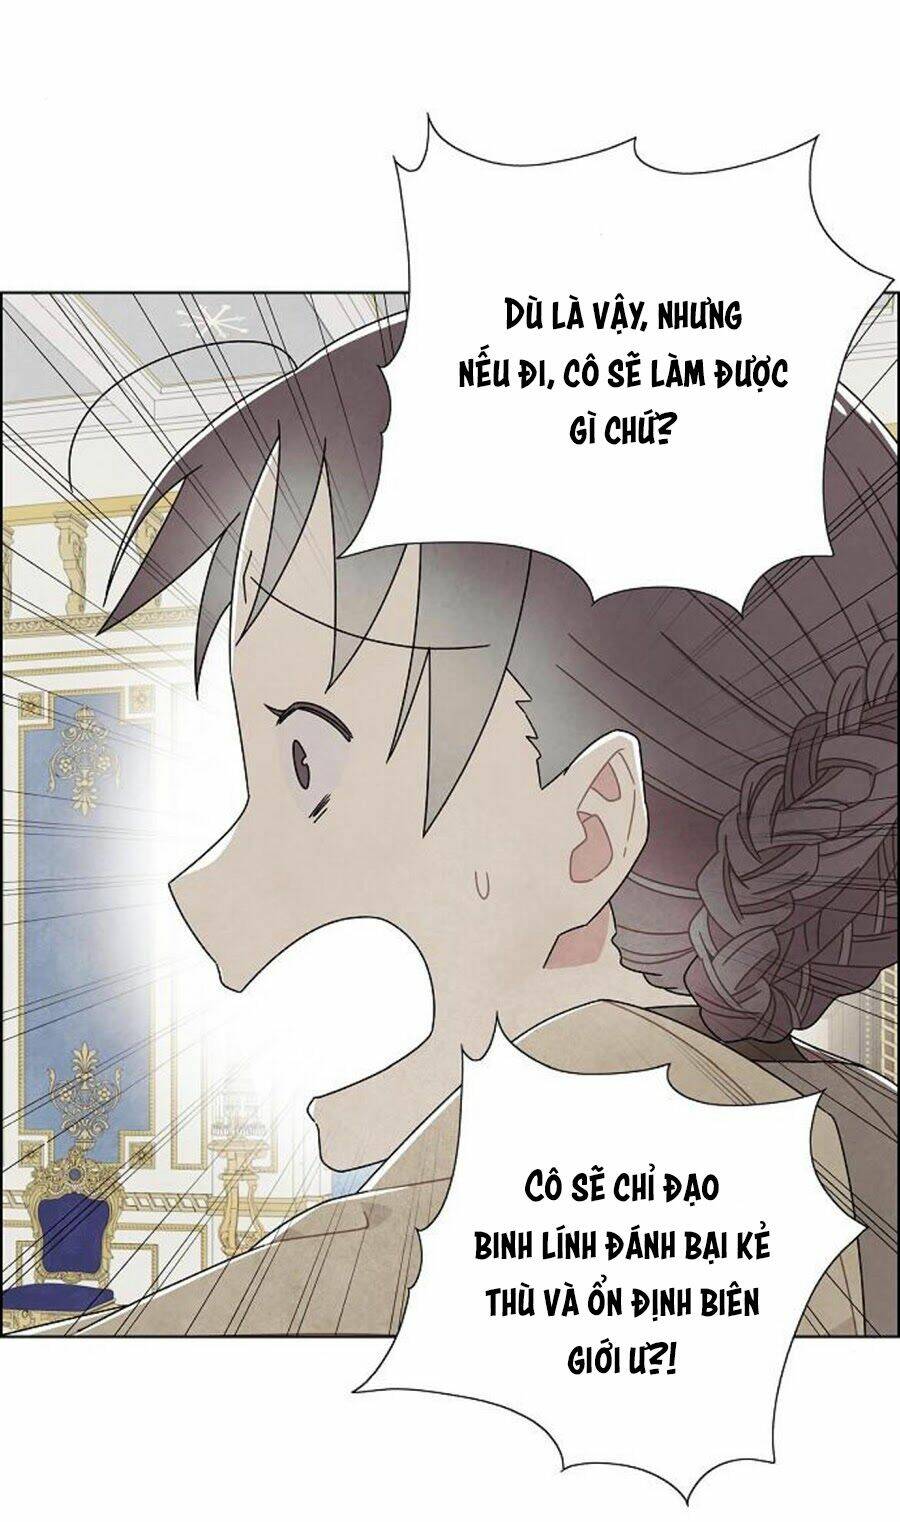 DÙ LÀ VẬY, NHƯNG
NẾU ĐI, CÔ SẼ LÀM ĐƯỢC
GÌ CHỨ?
CÔ SẼ CHỈ ĐẠO
BINH LÍNH ĐÁNH BẠI KẺ
THÙ VÀ ỔN ĐỊNH BIÊN
GIỚI Ư?!